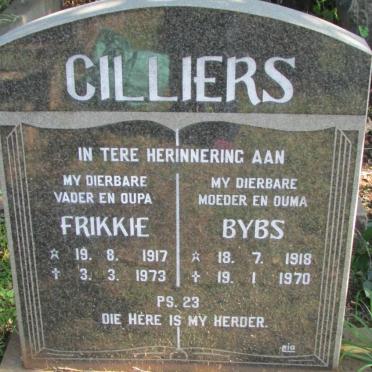 CILLIERS
IN TERE HERINNERING AAN
MY DIERBARE
VADER EN OUPA
FRIKKIE
☆ 19. 8. 1917
✝ 3. 3. 1973
MY DIERBARE
MOEDER EN OUMA
BYBS
☆ 18. 7. 1918
✝ 19. 1 1970
PS. 23
DIE HÈRE IS MY HERDER.